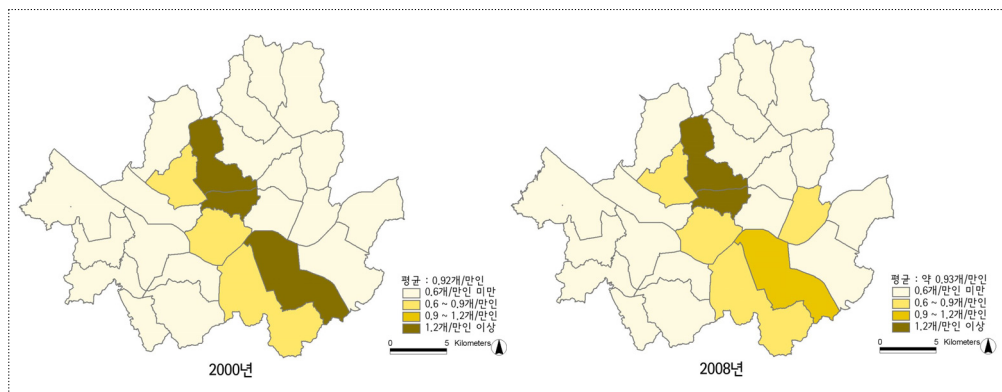 평균 : 0.92개/만인
0.6개/만인 미만
0.6 ~ 0.9개/만인
0.9 ~ 1.2개/만인
1.2개/만인 이상
0 5 Kilometers
2000년
평균 : 약 0.93개/만인
0.6개/만인 미만
0.6 ~ 0.9개/만인
0.9 ~ 1.2개/만인
1.2개/만인 이상
0 5 Kilometers
2008년